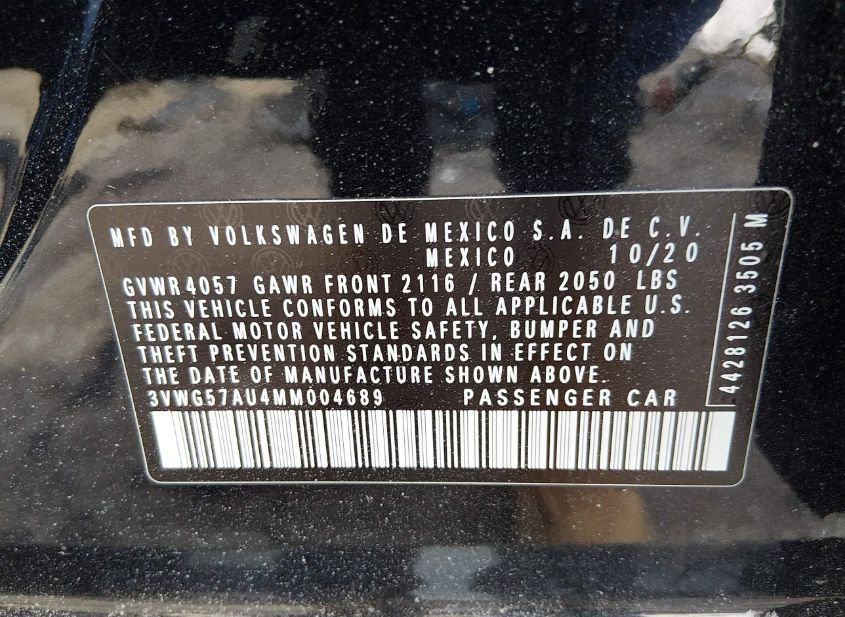 MFD BY VOLKSWAGEN DE MEXICO S.A. DE C.V.
MEXICO 10/20
GVWR 4057 GAWR FRONT 2116 / REAR 2050 LBS
THIS VEHICLE CONFORMS TO ALL APPLICABLE U.S.
FEDERAL MOTOR VEHICLE SAFETY, BUMPER AND
THEFT PREVENTION STANDARDS IN EFFECT ON
THE DATE OF MANUFACTURE SHOWN ABOVE.
3VWG57AU4MM004689 PASSENGER CAR
4428126 3505 M